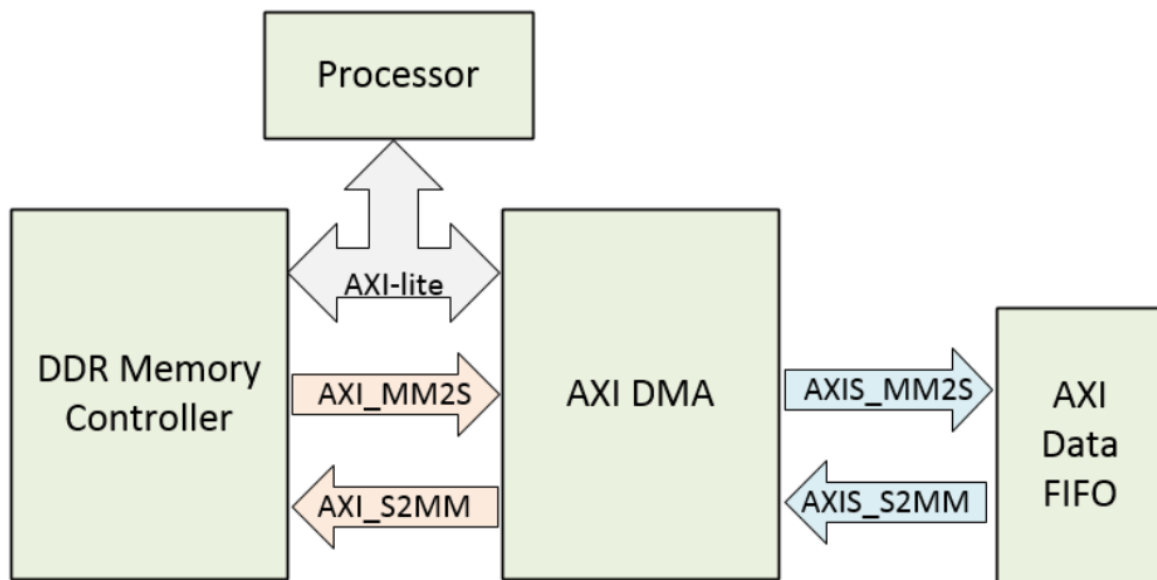 Processor
AXI-lite
DDR Memory
Controller
AXI_MM2S
AXI_S2MM
AXI DMA
AXIS_MM2S
AXIS_S2MM
AXI
Data
FIFO